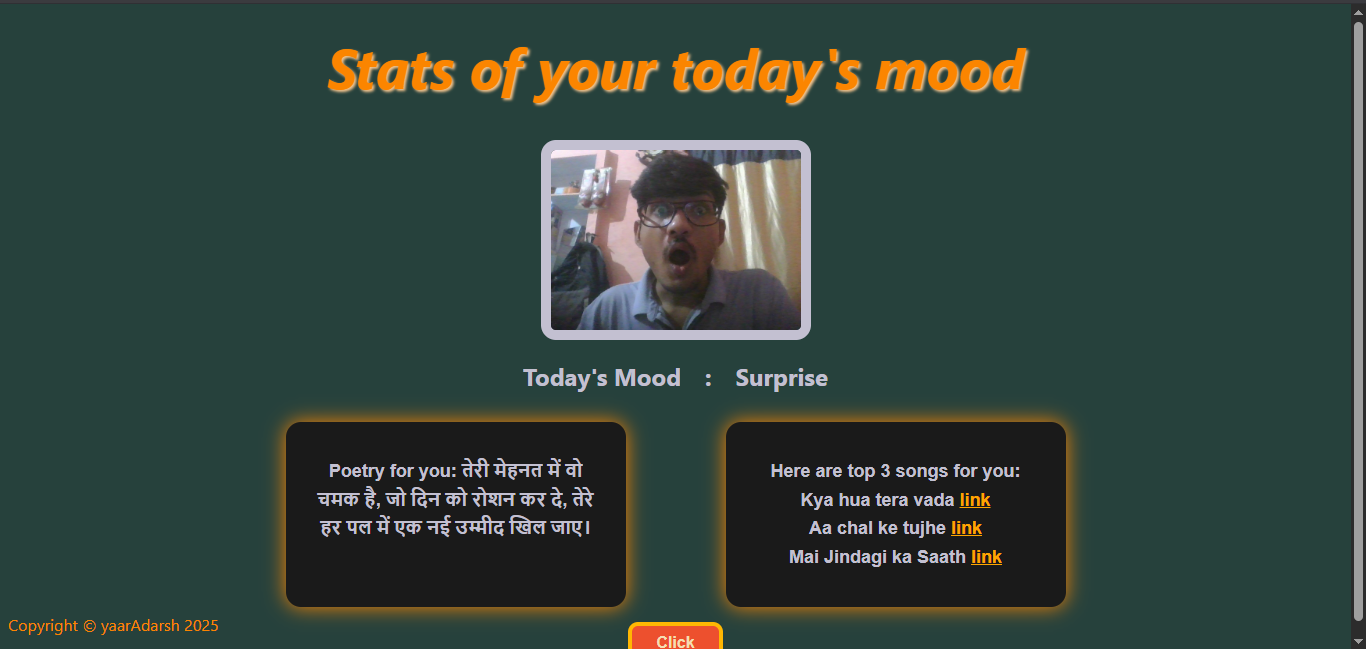 Stats of your today's mood
Today's Mood : Surprise
Poetry for you: तेरी मेहनत में वो
चमक है, जो दिन को रोशन कर दे, तेरे
हर पल में एक नई उम्मीद खिल जाए।
Here are top 3 songs for you:
Kya hua tera vada link
Aa chal ke tujhe link
Mai Jindagi ka Saath link
Copyright © yaarAdarsh 2025
Click